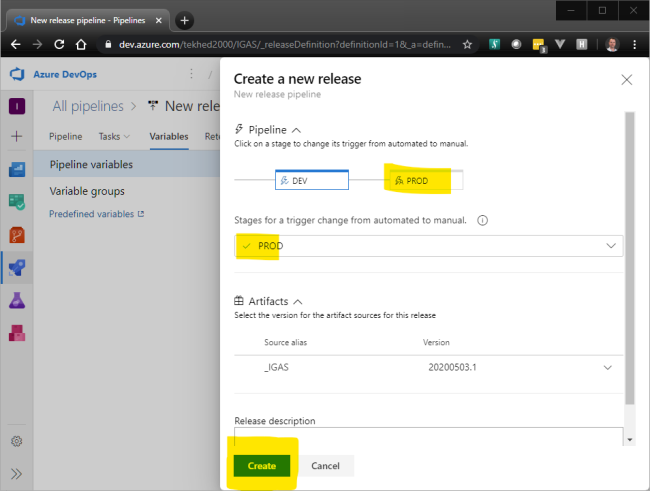 New release pipeline - Pipelines
dev.azure.com/tekhed2000/IGAS/_releaseDefinition?definitionId=1&_a=defin...
3
H
Azure DevOps
/
I
All pipelines > New rele
Pipeline Tasks Variables Rete
Pipeline variables
Variable groups
Predefined variables
Create a new release
New release pipeline
Pipeline
Click on a stage to change its trigger from automated to manual.
DEV
PROD
Stages for a trigger change from automated to manual.
PROD
Artifacts
Select the version for the artifact sources for this release
Source alias Version
_IGAS 20200503.1
Release description
Create Cancel